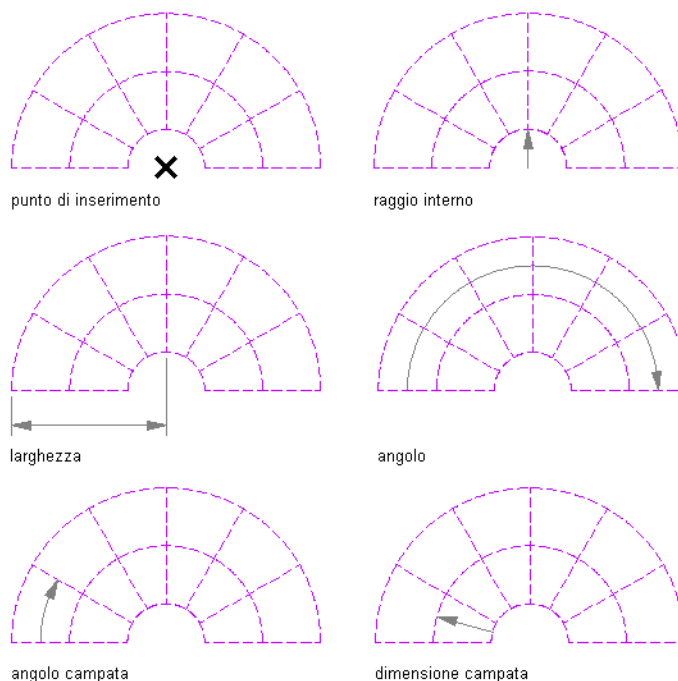 punto di inserimento
raggio interno
larghezza
angolo
angolo campata
dimensione campata